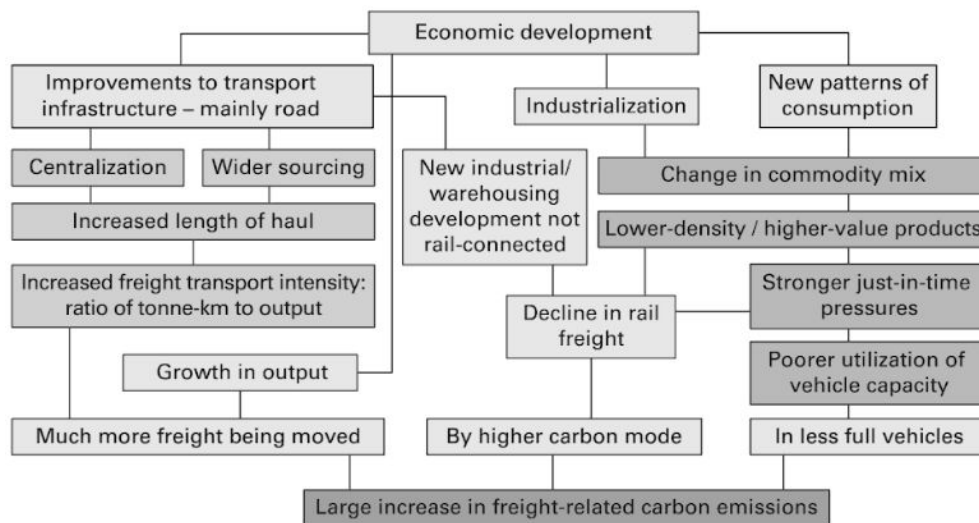 Economic development
Improvements to transport
infrastructure – mainly road
Industrialization
New patterns of
consumption
Centralization
Wider sourcing
New industrial/
warehousing
development not
rail-connected
Change in commodity mix
Increased length of haul
Lower-density / higher-value products
Increased freight transport intensity:
ratio of tonne-km to output
Stronger just-in-time
pressures
Decline in rail
freight
Growth in output
Poorer utilization of
vehicle capacity
Much more freight being moved
By higher carbon mode
In less full vehicles
Large increase in freight-related carbon emissions